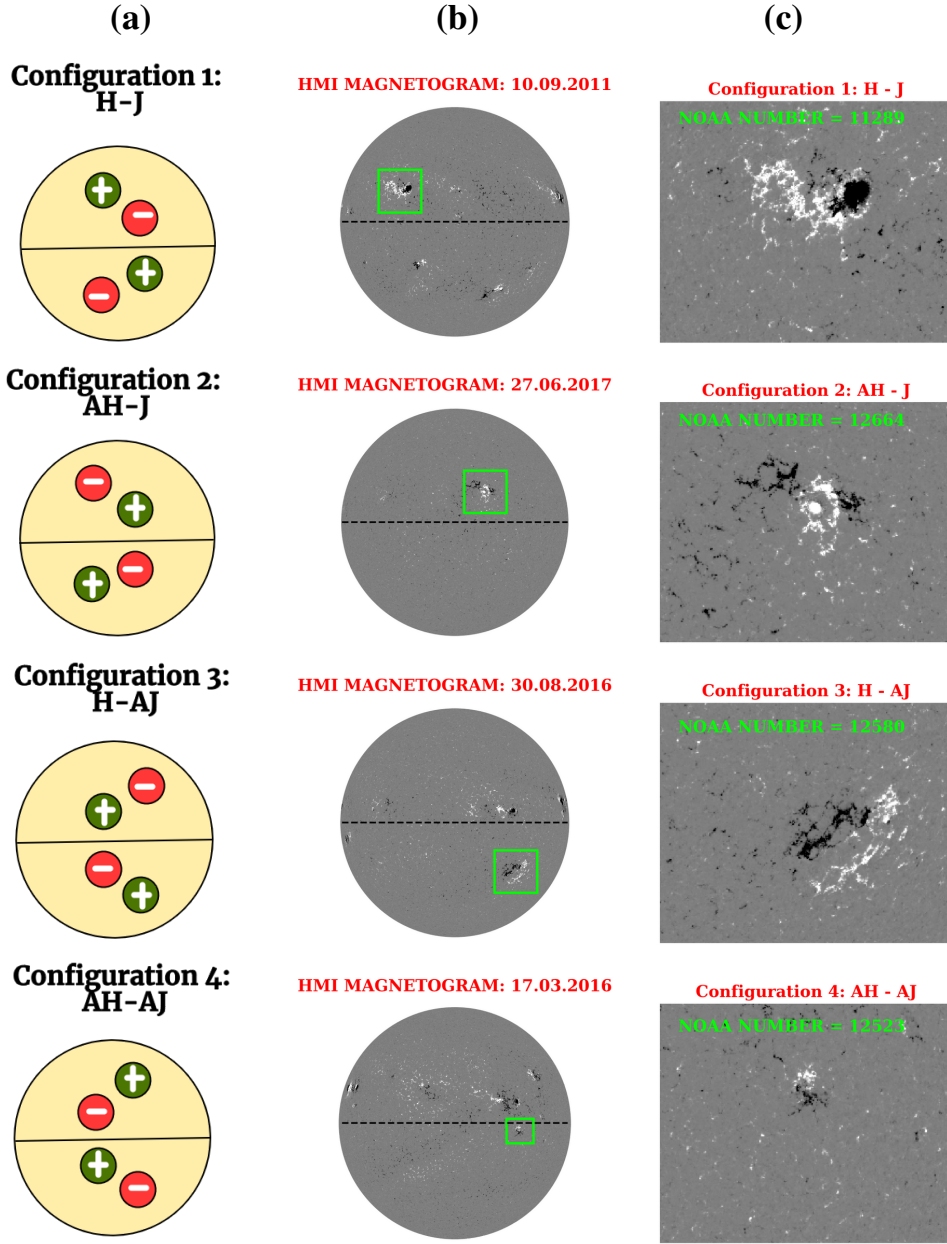 (a)
(b)
(c)
Configuration 1:
H-J
HMI MAGNETOGRAM: 10.09.2011
Configuration 1: H - J
NOAA NUMBER = 11289
+
−
−
+
Configuration 2:
AH-J
HMI MAGNETOGRAM: 27.06.2017
Configuration 2: AH - J
NOAA NUMBER = 12664
−
+
−
+
Configuration 3:
H-AJ
HMI MAGNETOGRAM: 30.08.2016
Configuration 3: H - AJ
NOAA NUMBER = 12580
−
+
−
+
Configuration 4:
AH-AJ
HMI MAGNETOGRAM: 17.03.2016
Configuration 4: AH - AJ
NOAA NUMBER = 12523
+
−
+
−